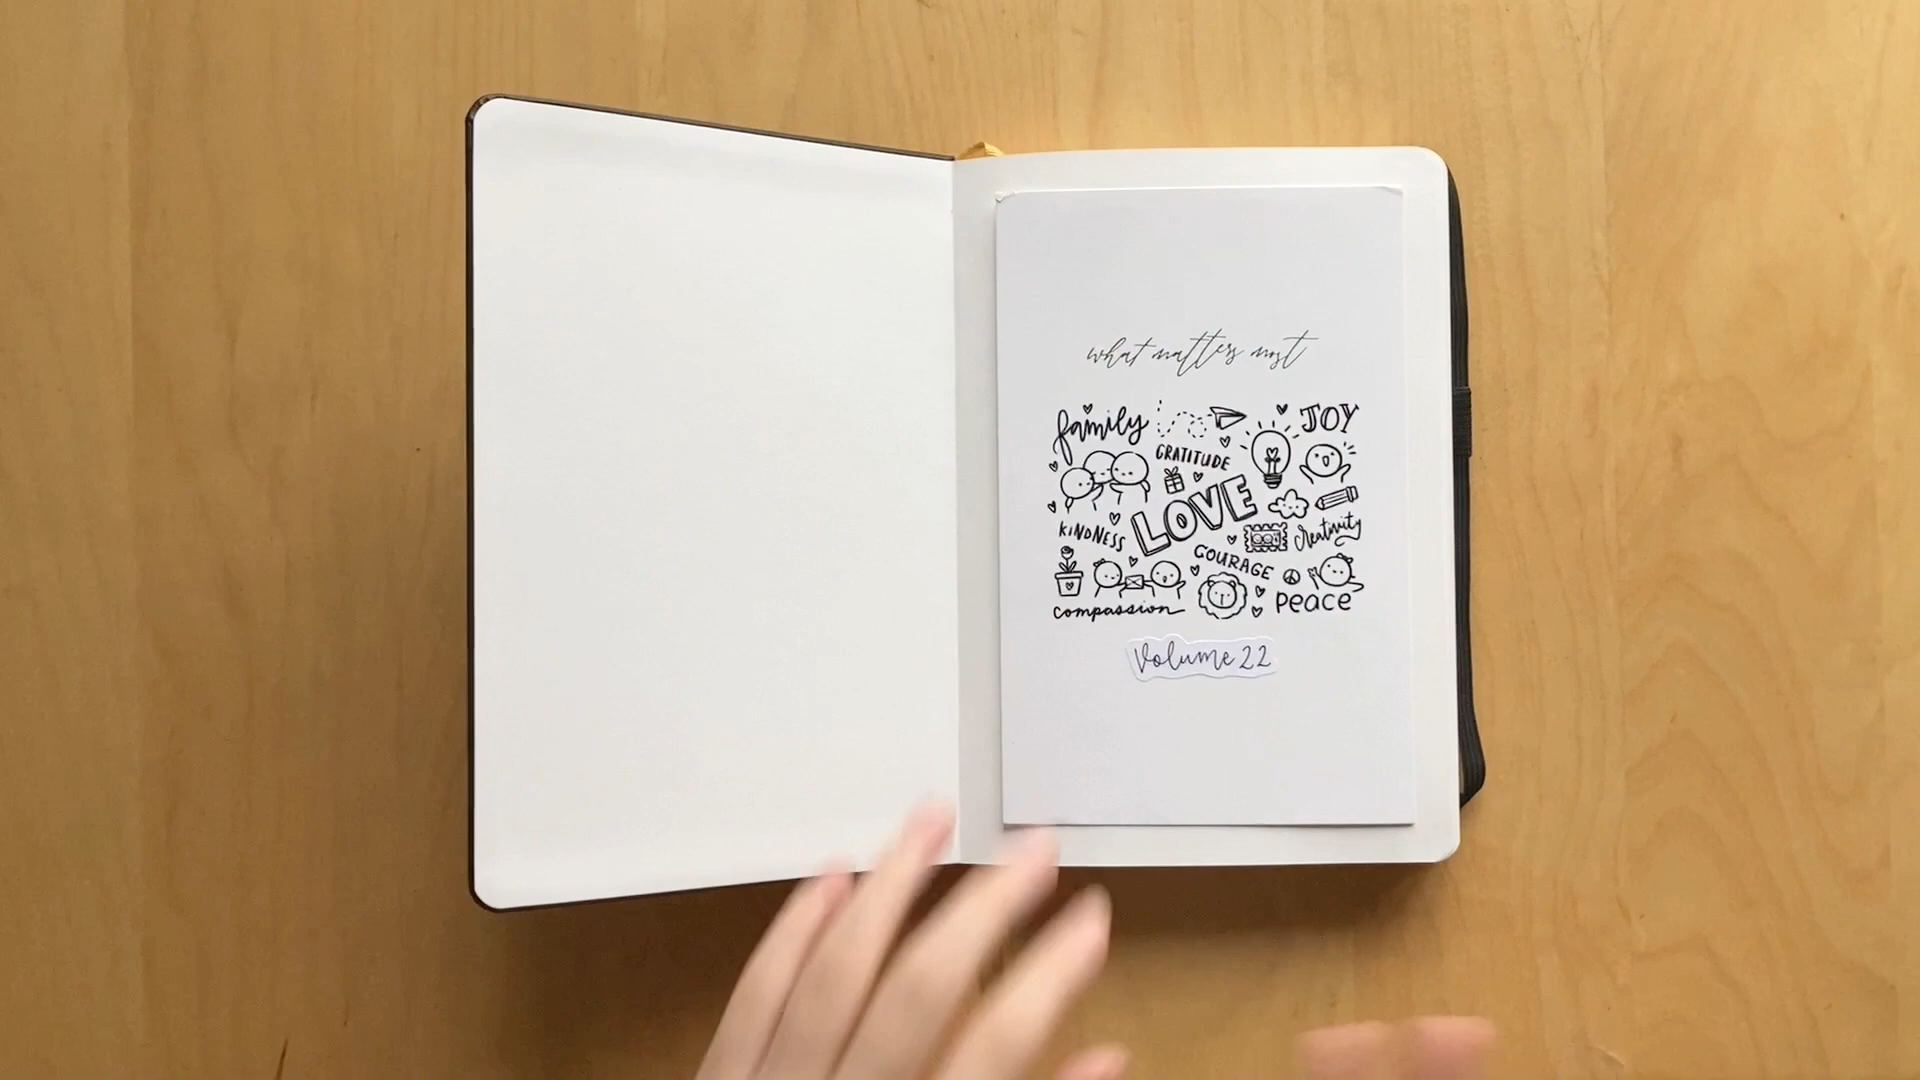 what matters most
family
JOY
GRATITUDE
LOVE
KINDNESS
creativity
COURAGE
compassion
peace
Volume 22